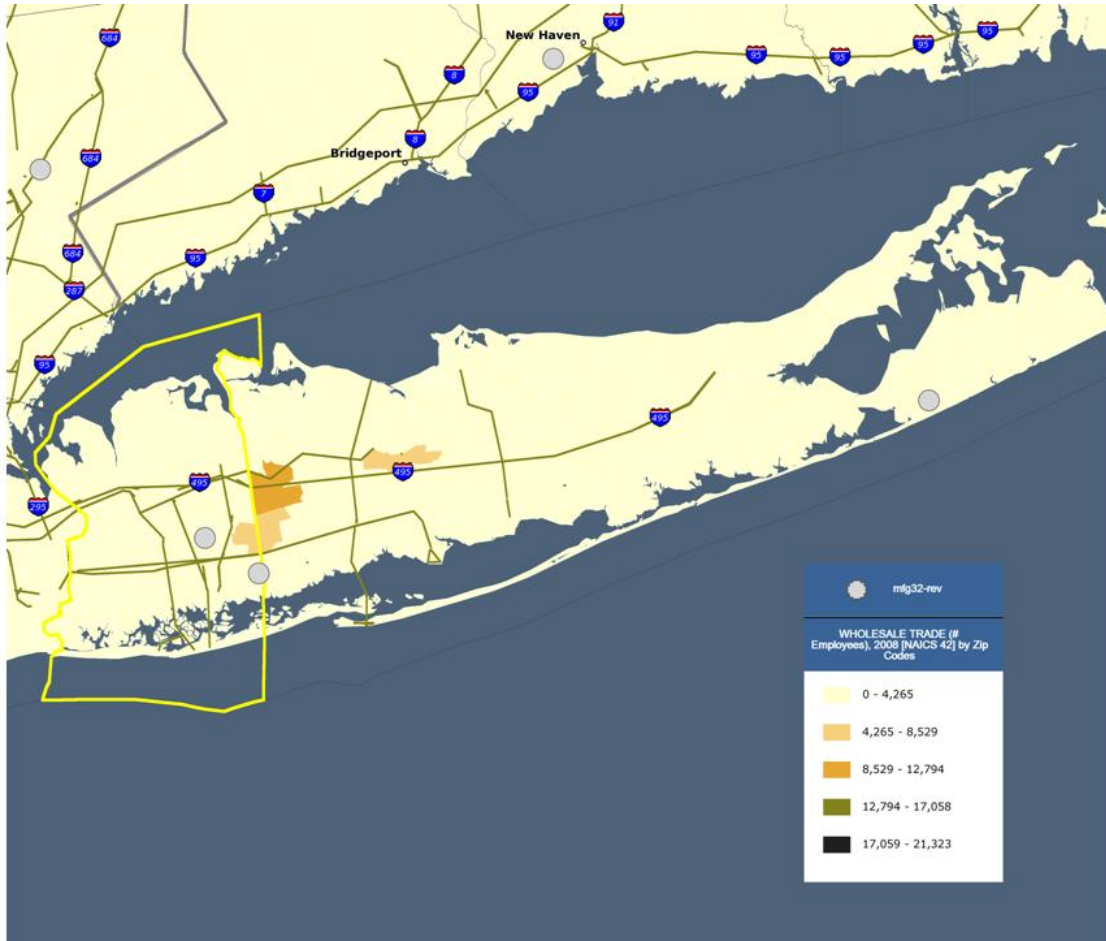 684
91
New Haven
95
95
95
95
8
95
8
Bridgeport
684
7
684
95
287
95
495
495
495
295
mfg32-rev
WHOLESALE TRADE (#
Employees), 2008 [NAICS 42] by Zip
Codes
0 - 4,265
4,265 - 8,529
8,529 - 12,794
12,794 - 17,058
17,059 - 21,323